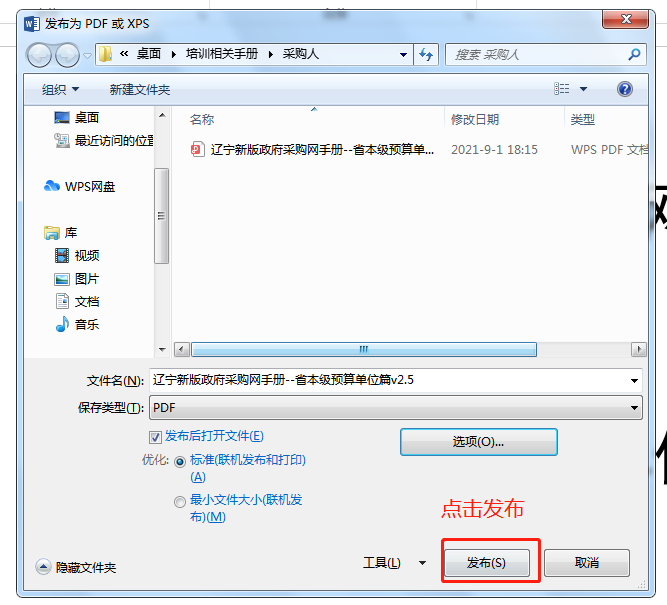 发布为 PDF 或 XPS
« 桌面 ▸ 培训相关手册 ▸ 采购人
搜索 采购人
组织 新建文件夹
桌面
最近访问的位置
WPS网盘
库
视频
图片
文档
音乐
名称 修改日期 类型
辽宁新版政府采购网手册--省本级预算单... 2021-9-1 18:15 WPS PDF 文档
文件名(N): 辽宁新版政府采购网手册--省本级预算单位篇v2.5
保存类型(T): PDF
发布后打开文件(E)
选项(O)...
优化: 标准(联机发布和打印)
(A)
最小文件大小(联机发
布)(M)
点击发布
隐藏文件夹
工具(L) 发布(S) 取消